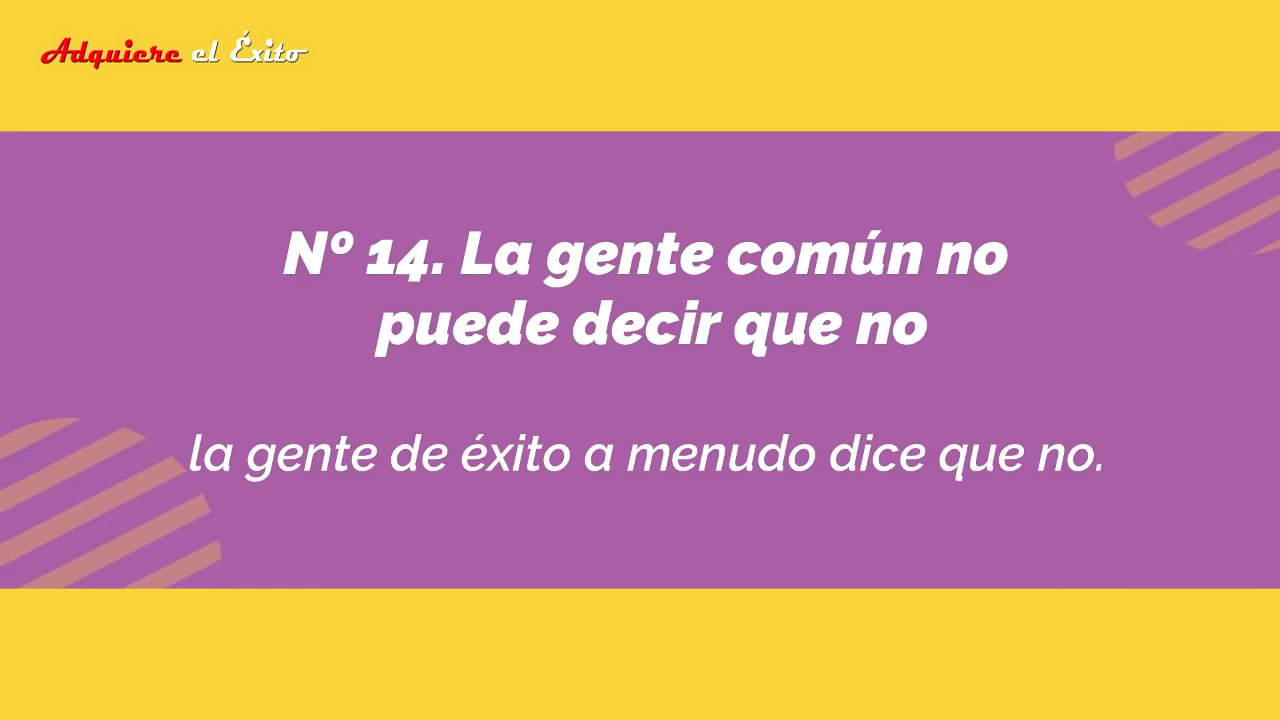 Adquiere el Éxito
Nº 14. La gente común no
puede decir que no
la gente de éxito a menudo dice que no.